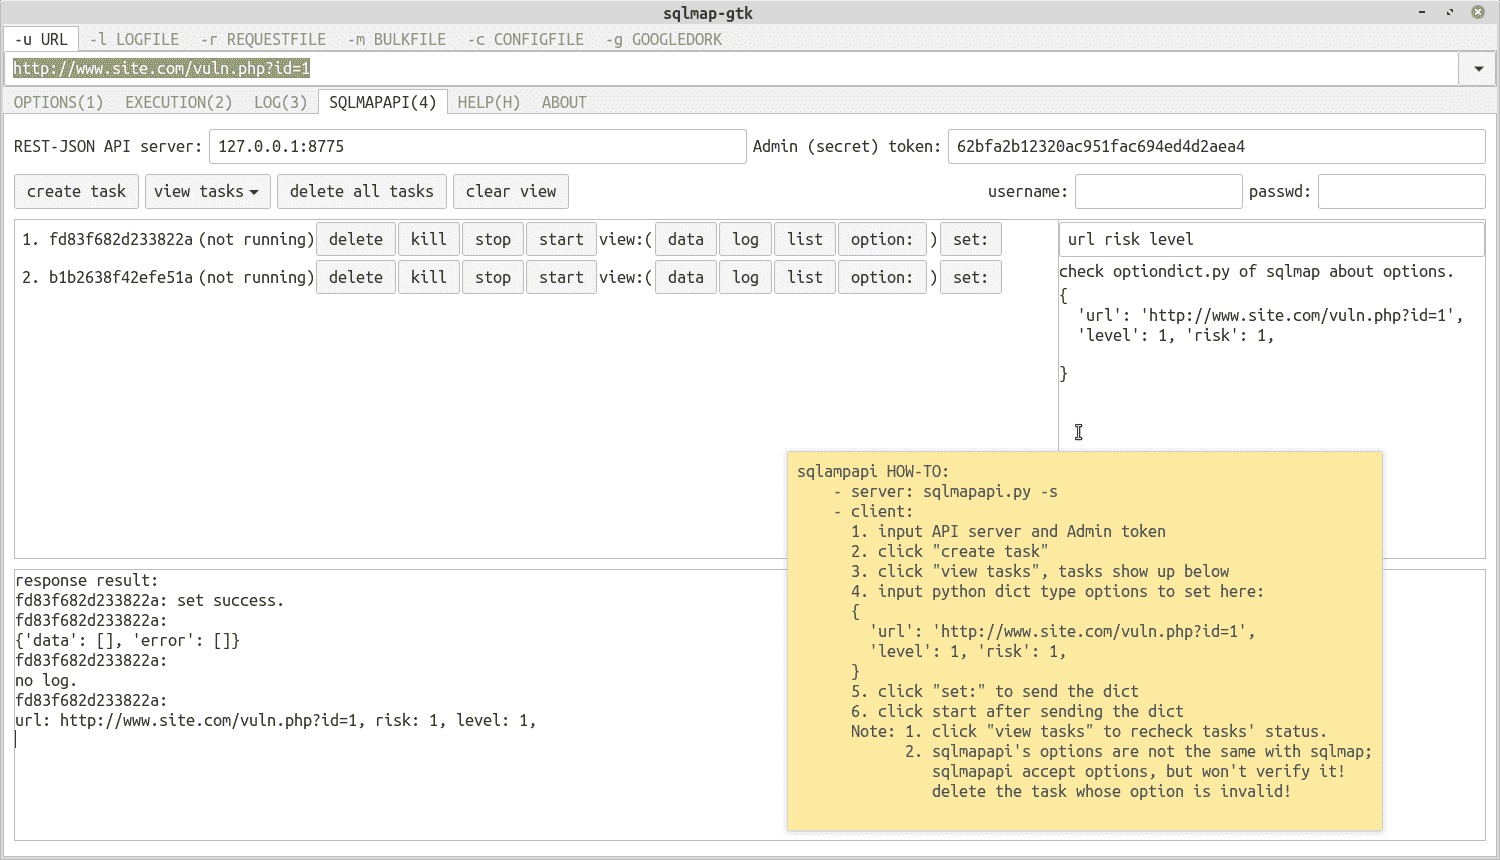 sqlmap-gtk
-u URL -l LOGFILE -r REQUESTFILE -m BULKFILE -c CONFIGFILE -g GOOGLEDORK
http://www.site.com/vuln.php?id=1
OPTIONS(1) EXECUTION(2) LOG(3) SQLMAPAPI(4) HELP(H) ABOUT
REST-JSON API server: 127.0.0.1:8775 Admin (secret) token: 62bfa2b12320ac951fac694ed4d2aea4
create task view tasks delete all tasks clear view username: passwd:
1. fd83f682d233822a (not running) delete kill stop start view:( data log list option: ) set:
2. b1b2638f42efe51a (not running) delete kill stop start view:( data log list option: ) set:
url risk level
check optiondict.py of sqlmap about options.
{
'url': 'http://www.site.com/vuln.php?id=1',
'level': 1, 'risk': 1,
}
sqlampapi HOW-TO:
- server: sqlmapapi.py -s
- client:
1. input API server and Admin token
2. click "create task"
3. click "view tasks", tasks show up below
4. input python dict type options to set here:
{
'url': 'http://www.site.com/vuln.php?id=1',
'level': 1, 'risk': 1,
}
5. click "set:" to send the dict
6. click start after sending the dict
Note: 1. click "view tasks" to recheck tasks' status.
2. sqlmapapi's options are not the same with sqlmap;
sqlmapapi accept options, but won't verify it!
delete the task whose option is invalid!
response result:
fd83f682d233822a: set success.
fd83f682d233822a:
{'data': [], 'error': []}
fd83f682d233822a:
no log.
fd83f682d233822a:
url: http://www.site.com/vuln.php?id=1, risk: 1, level: 1,